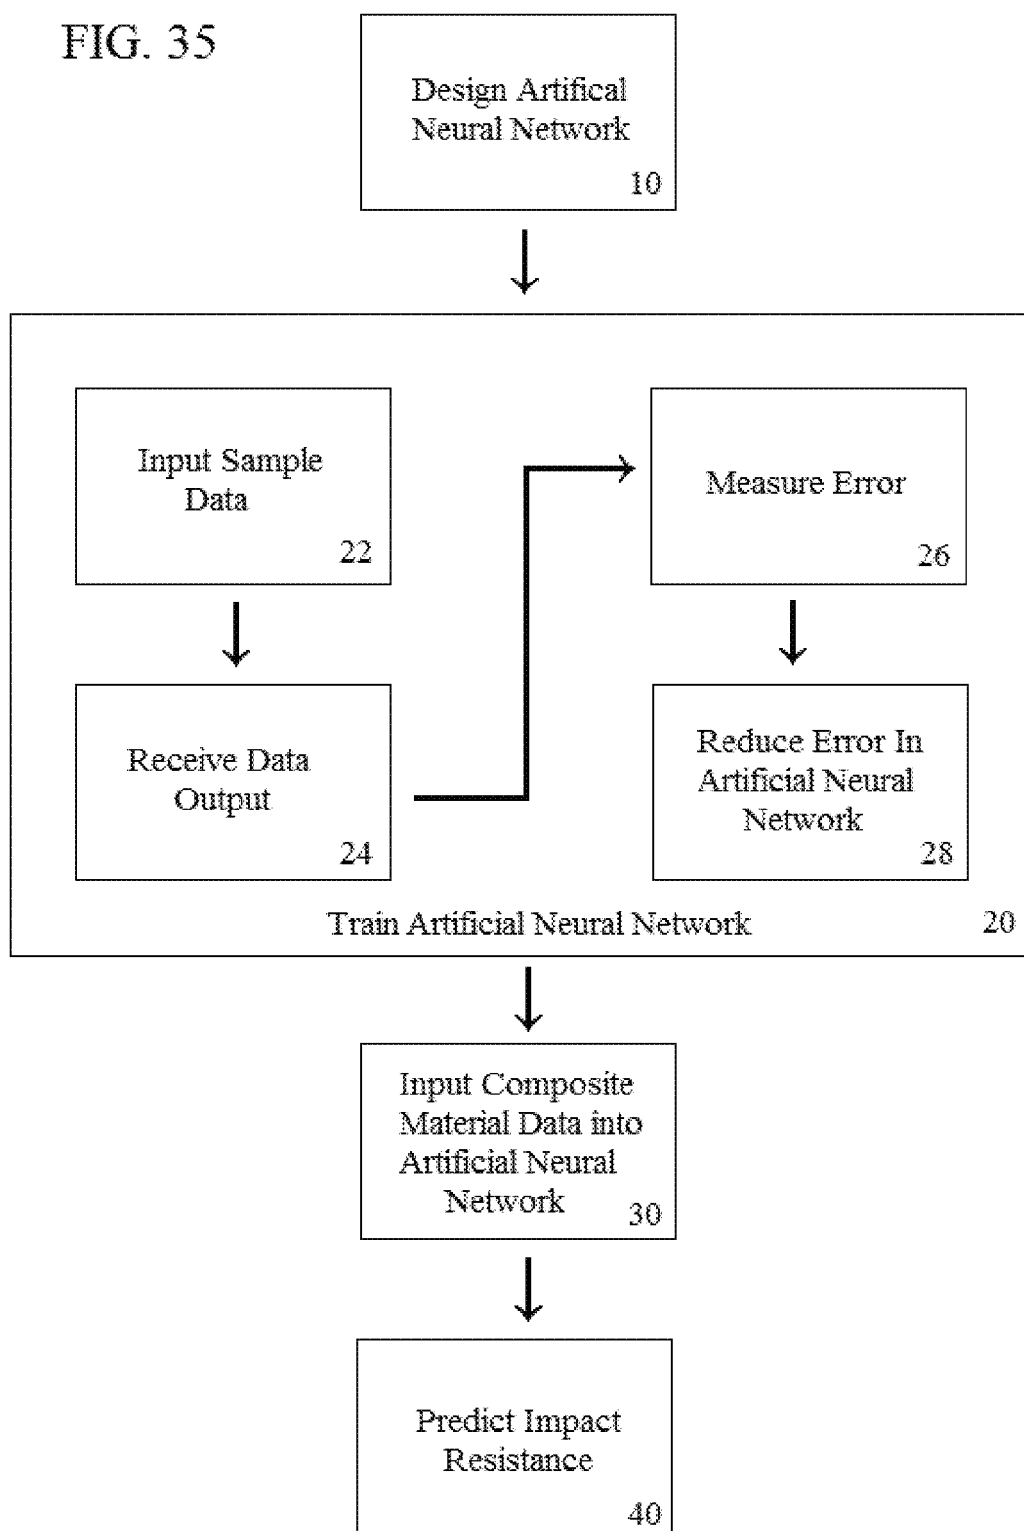 FIG. 35
Design Artifical
Neural Network
10
Input Sample
Data
22
Receive Data
Output
24
Measure Error
26
Reduce Error In
Artificial Neural
Network
28
Train Artificial Neural Network
20
Input Composite
Material Data into
Artificial Neural
Network
30
Predict Impact
Resistance
40